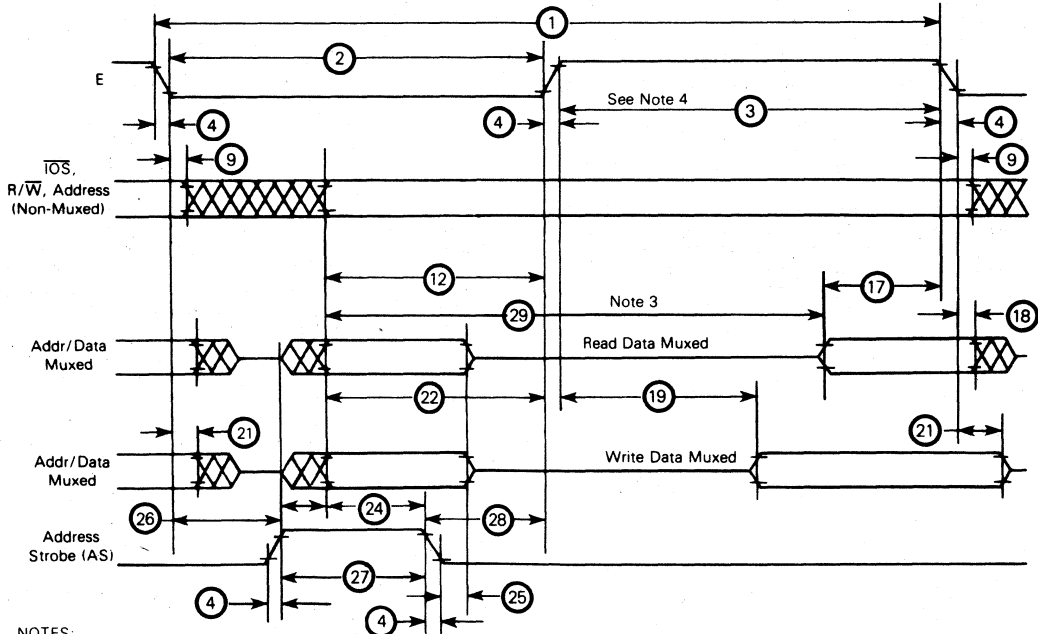 1
2
E
See Note 4
3
4
4
4
9
9
IOS,
R/W, Address
(Non-Muxed)
12
17
Note 3
29
18
Addr/Data
Muxed
Read Data Muxed
22
19
21
21
Addr/Data
Muxed
Write Data Muxed
26
24
28
Address
Strobe (AS)
27
4
25
4
NOTES: